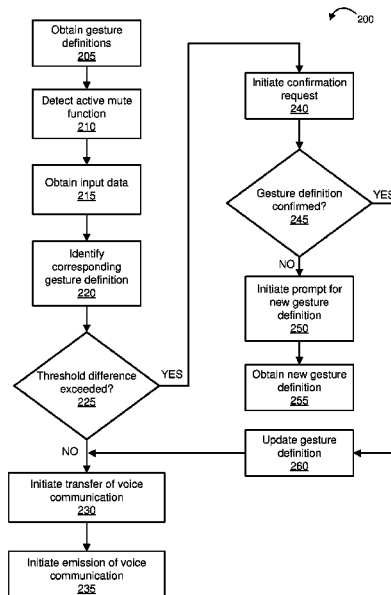 200
Obtain gesture
definitions
205
Detect active mute
function
210
Obtain input data
215
Identify
corresponding
gesture definition
220
Threshold difference
exceeded?
225
YES
NO
Initiate transfer of voice
communication
230
Initiate emission of voice
communication
235
Initiate confirmation
request
240
Gesture definition
confirmed?
245
YES
NO
Initiate prompt for
new gesture
definition
250
Obtain new gesture
definition
255
Update gesture
definition
260